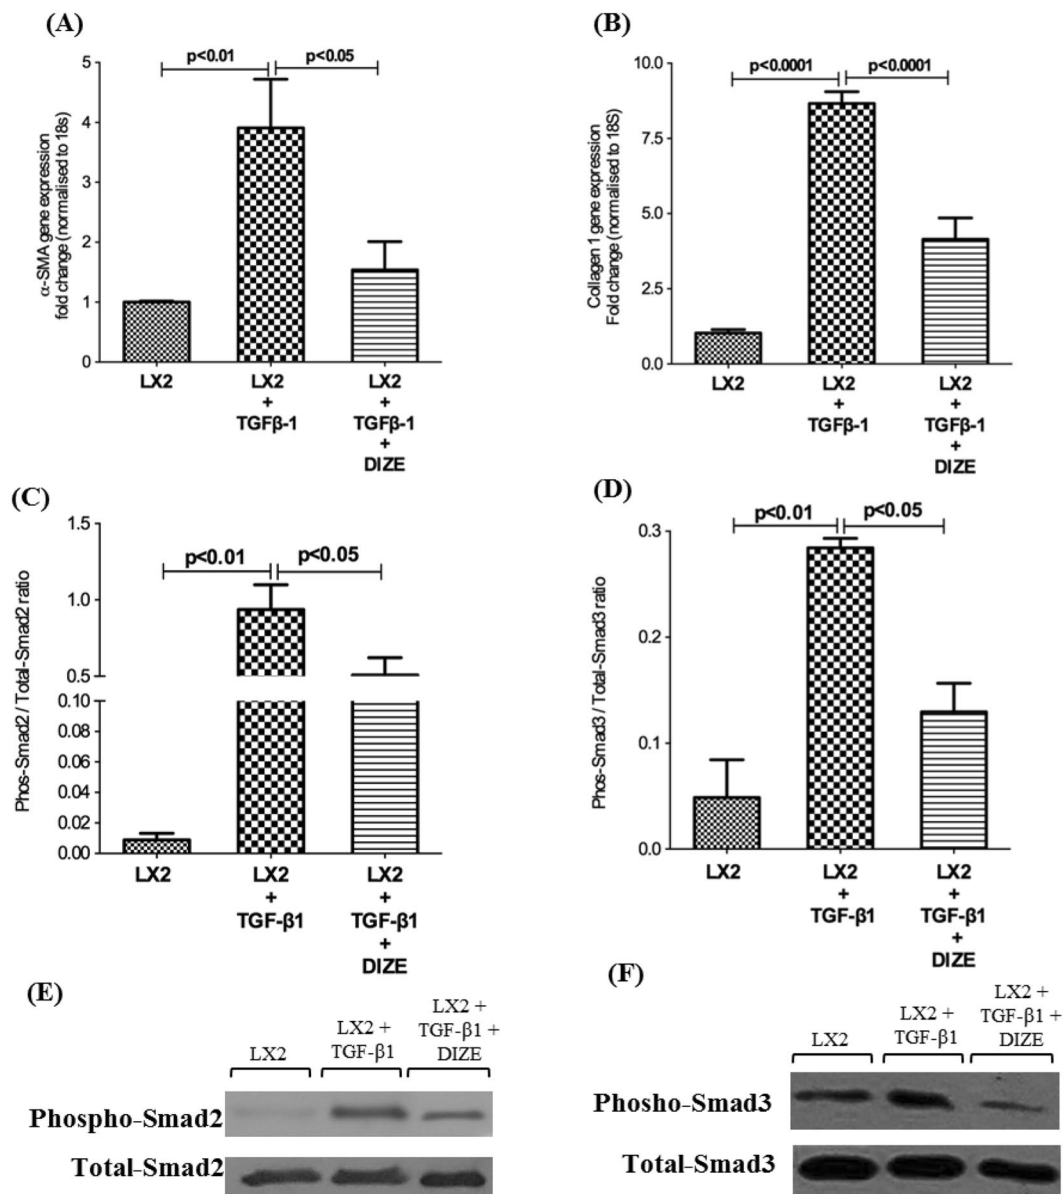 (A)
α-SMA gene expression
fold change (normalised to 18s)
5
4
3
2
1
0
p<0.01
p<0.05
LX2
LX2
+
TGFβ-1
LX2
+
TGFβ-1
+
DIZE
(B)
Collagen 1 gene expression
Fold change (normalised to 18S)
10.0
7.5
5.0
2.5
0.0
p<0.0001
p<0.0001
LX2
LX2
+
TGFβ-1
LX2
+
TGFβ-1
+
DIZE
(C)
Phos-Smad2 / Total-Smad2 ratio
1.5
1.0
0.5
0.10
0.08
0.06
0.04
0.02
0.00
p<0.01
p<0.05
LX2
LX2
+
TGF-β1
LX2
+
TGF-β1
+
DIZE
(D)
Phos-Smad3 / Total-Smad3 ratio
0.3
0.2
0.1
0.0
p<0.01
p<0.05
LX2
LX2
+
TGF-β1
LX2
+
TGF-β1
+
DIZE
(E)
LX2
LX2 +
TGF-β1
LX2 +
TGF-β1 +
DIZE
Phospho-Smad2
Total-Smad2
(F)
LX2
LX2 +
TGF-β1
LX2 +
TGF-β1 +
DIZE
Phosho-Smad3
Total-Smad3